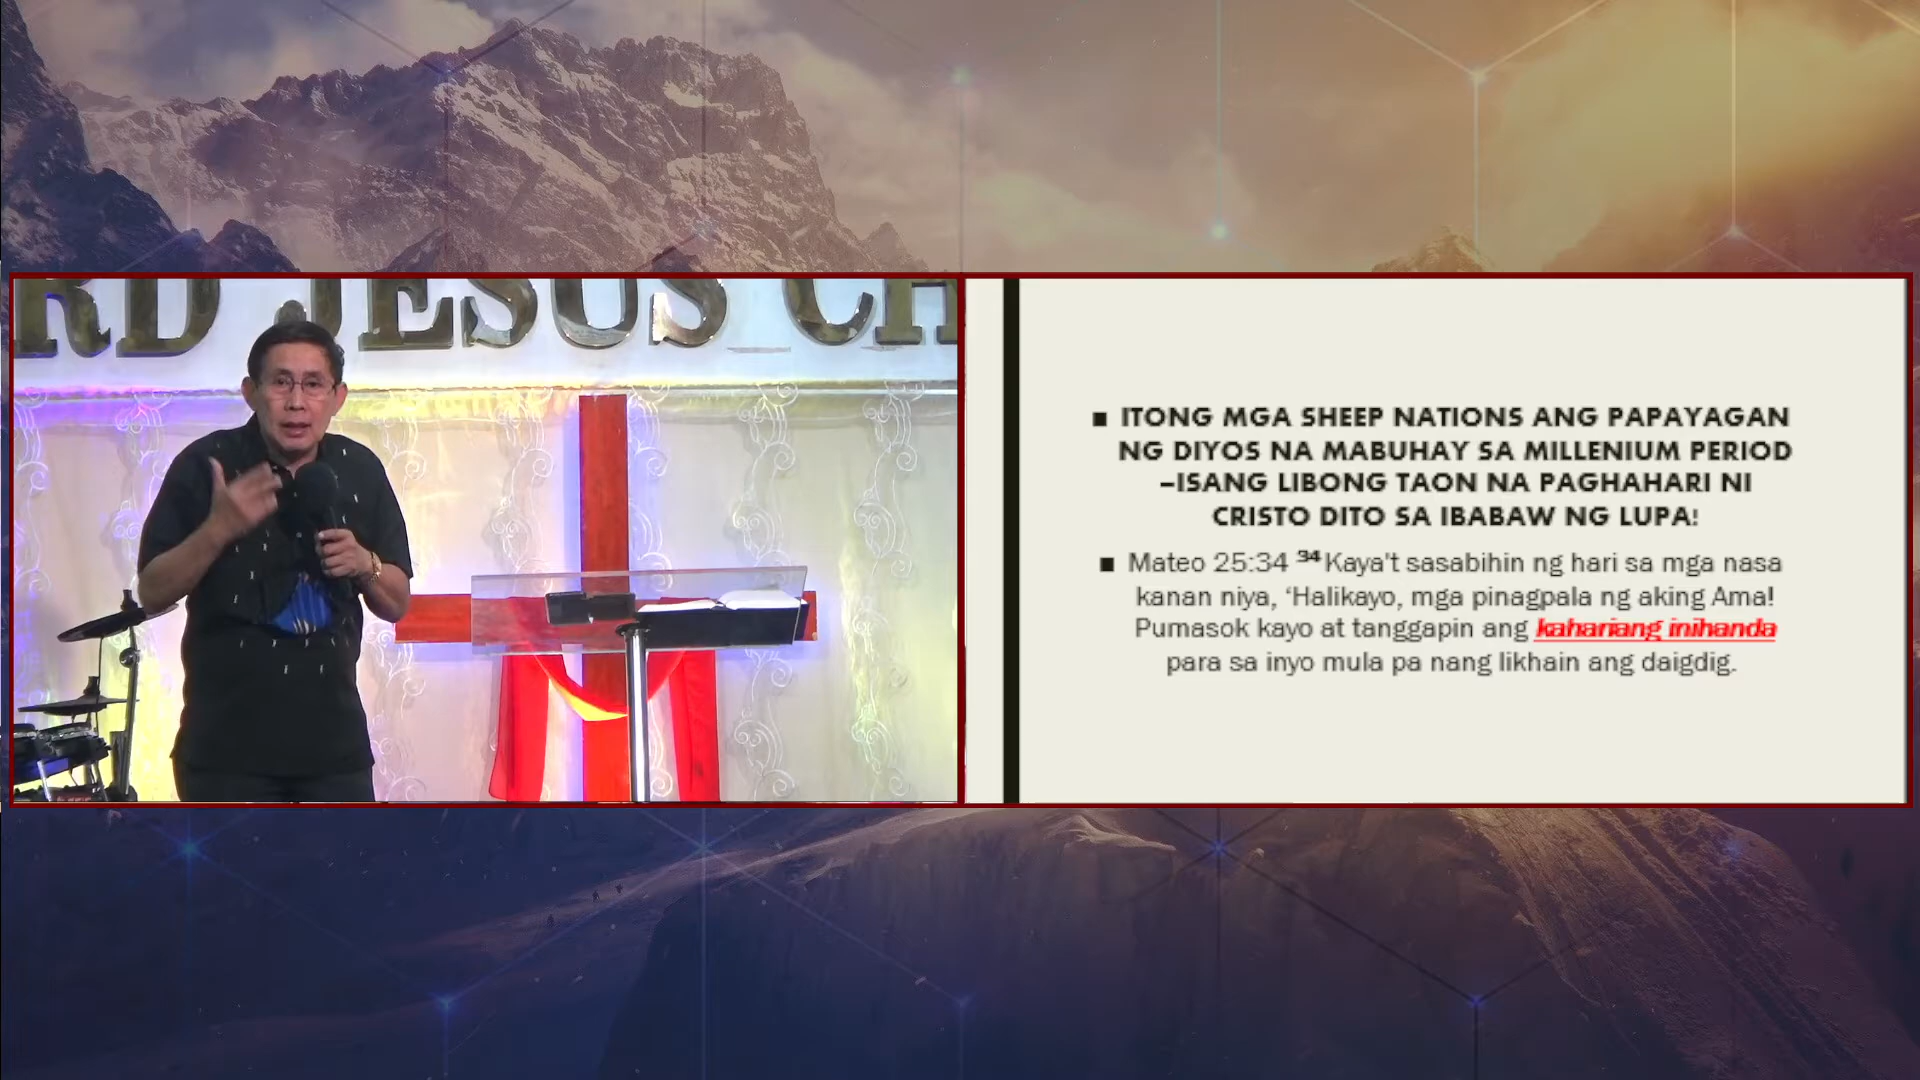 RD JESUS CH
■ ITONG MGA SHEEP NATIONS ANG PAPAYAGAN
NG DIYOS NA MABUHAY SA MILLENIUM PERIOD
–ISANG LIBONG TAON NA PAGHAHARI NI
CRISTO DITO SA IBABAW NG LUPA!
■ Mateo 25:34 ³⁴ Kaya't sasabihin ng hari sa mga nasa
kanan niya, ‘Halikayo, mga pinagpala ng aking Ama!
Pumasok kayo at tanggapin ang kahariang inihanda
para sa inyo mula pa nang likhain ang daigdig.